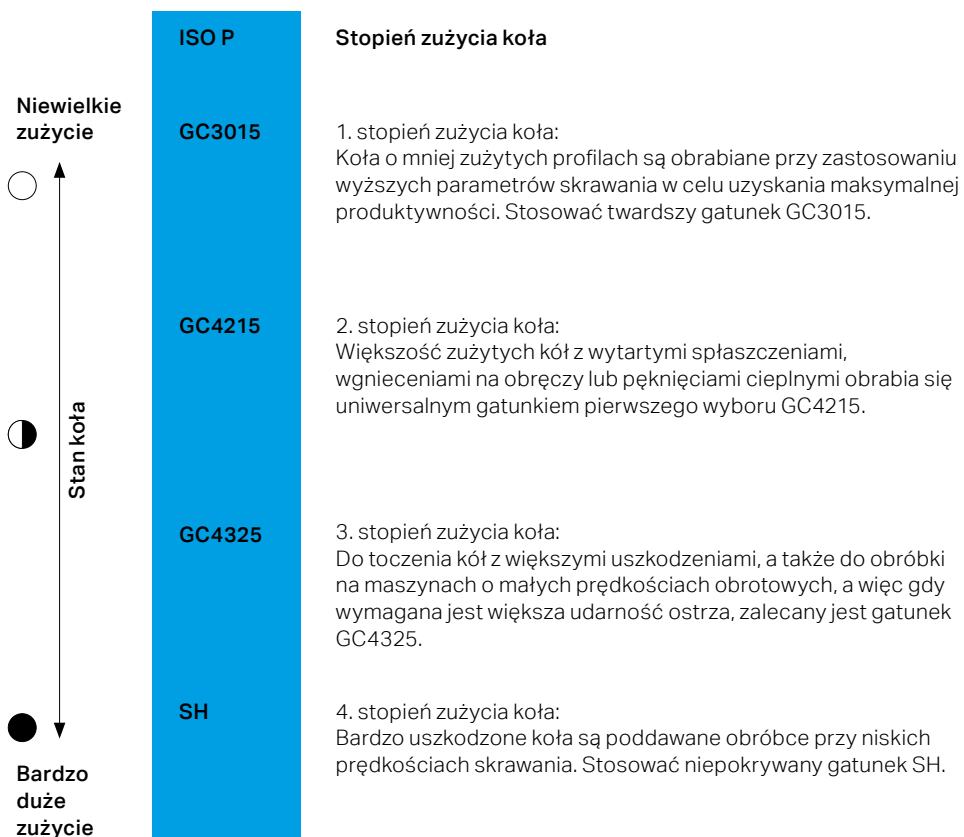 ISO P
Stopień zużycia koła
Niewielkie
zużycie
GC3015
1. stopień zużycia koła:
Koła o mniej zużytych profilach są obrabiane przy zastosowaniu
wyższych parametrów skrawania w celu uzyskania maksymalnej
produktywności. Stosować twardszy gatunek GC3015.
GC4215
2. stopień zużycia koła:
Większość zużytych kół z wytartymi spłaszczeniami,
wgnieceniami na obręczy lub pęknięciami cieplnymi obrabia się
uniwersalnym gatunkiem pierwszego wyboru GC4215.
Stan koła
GC4325
3. stopień zużycia koła:
Do toczenia kół z większymi uszkodzeniami, a także do obróbki
na maszynach o małych prędkościach obrotowych, a więc gdy
wymagana jest większa udarność ostrza, zalecany jest gatunek
GC4325.
SH
4. stopień zużycia koła:
Bardzo uszkodzone koła są poddawane obróbce przy niskich
prędkościach skrawania. Stosować niepokrywany gatunek SH.
Bardzo
duże
zużycie